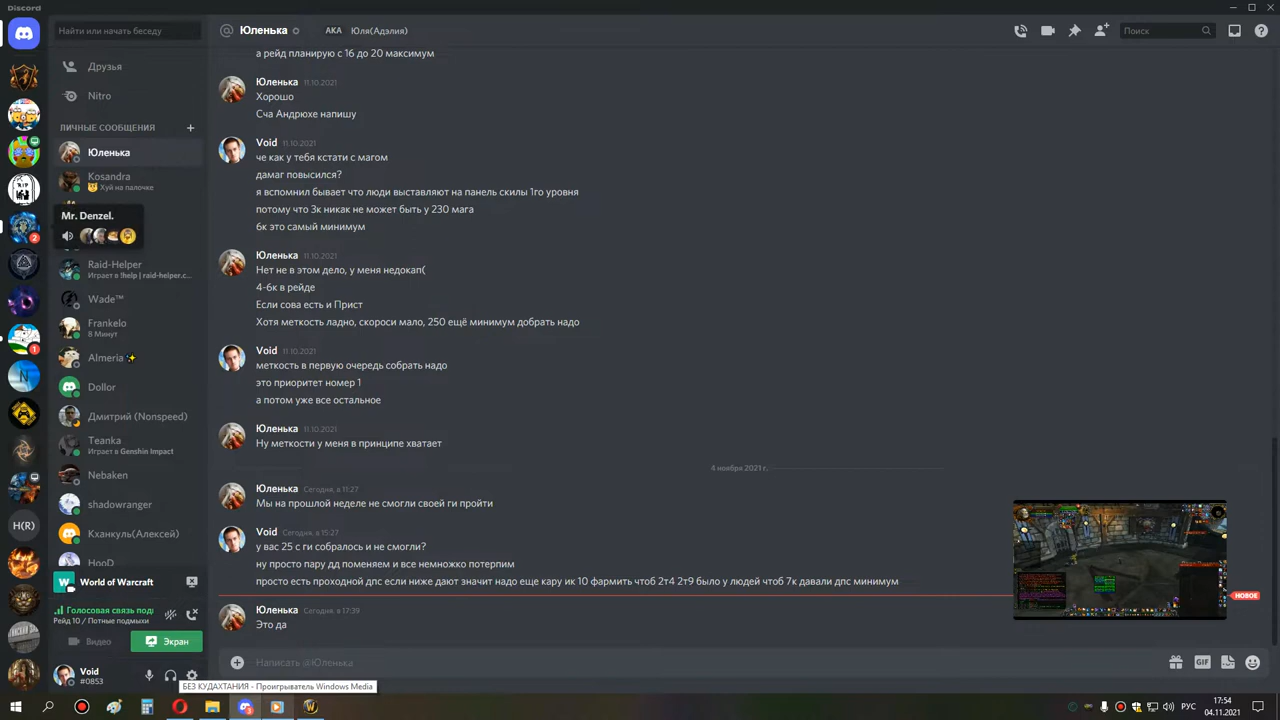 Discord
Найти или начать беседу
Юленька
AKA Юля(Адэлия)
Поиск
Друзья
Nitro
ЛИЧНЫЕ СООБЩЕНИЯ
Юленька
Kosandra
Хуй на палочке
Mr. Denzel.
2
Raid-Helper
Играет в !help | raid-helper.c...
Wade™
Frankelo
8 Минут
1
Almeria
Dollor
Дмитрий (Nonspeed)
Teanka
Играет в Genshin Impact
Nebaken
shadowranger
H(R)
Кханкуль(Алексей)
HooD
W
World of Warcraft
Голосовая связь подк
Рейд 10 / Потные подмыхи
Видео
Экран
Void
#0853
а рейд планирую с 16 до 20 максимум
Юленька 11.10.2021
Хорошо
Сча Андрюхе напишу
Void 11.10.2021
че как у тебя кстати с магом
дамаг повысился?
я вспомнил бывает что люди выставляют на панель скилы 1го уровня
потому что 3к никак не может быть у 230 мага
6к это самый минимум
Юленька 11.10.2021
Нет не в этом дело, у меня недокап(
4-6к в рейде
Если сова есть и Прист
Хотя меткость ладно, скороси мало, 250 ещё минимум добрать надо
Void 11.10.2021
меткость в первую очередь собрать надо
это приоритет номер 1
а потом уже все остальное
Юленька 11.10.2021
Ну меткости у меня в принципе хватает
4 ноября 2021 г.
Юленька Сегодня, в 11:27
Мы на прошлой неделе не смогли своей ги пройти
Void Сегодня, в 15:27
у вас 25 с ги собралось и не смогли?
ну просто пару дд поменяем и все немножко потерпим
просто есть проходной дпс если ниже дают значит надо еще кару ик 10 фармить чтоб 2т4 2т9 было у людей чтоб 7к давали дпс минимум
НОВОЕ
Юленька Сегодня, в 17:39
Это да
Написать @Юленька
GIF
БЕЗ КУДАХТАНИЯ - Проигрыватель Windows Media
РУС
17:54
04.11.2021